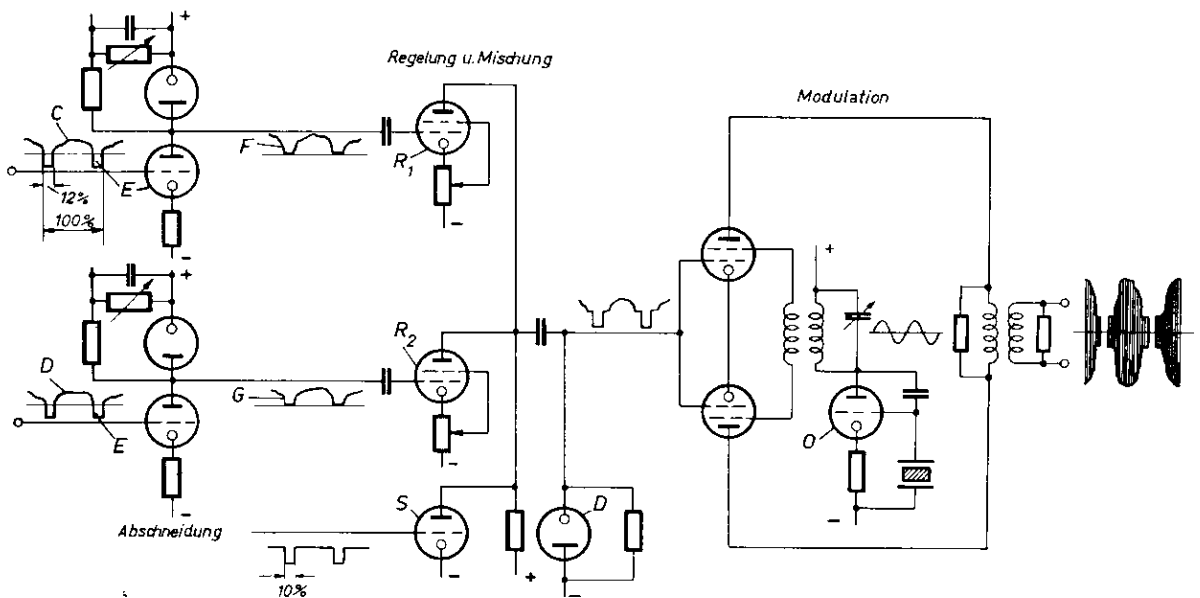 +
Regelung u. Mischung
Modulation
C
F
R1
E
12%
100%
-
-
+
+
R2
D
G
E
O
-
-
-
S
D
Abschneidung
-
+
-
10%